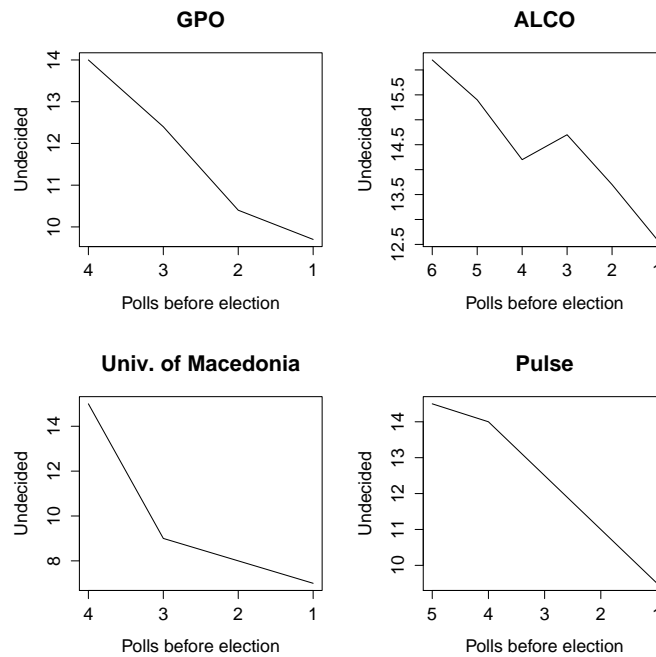 GPO
Undecided
14
13
12
11
10
4 3 2 1
Polls before election
ALCO
Undecided
15.5
14.5
13.5
12.5
6 5 4 3 2 1
Polls before election
Univ. of Macedonia
Undecided
14
12
10
8
4 3 2 1
Polls before election
Pulse
Undecided
14
13
12
11
10
5 4 3 2 1
Polls before election